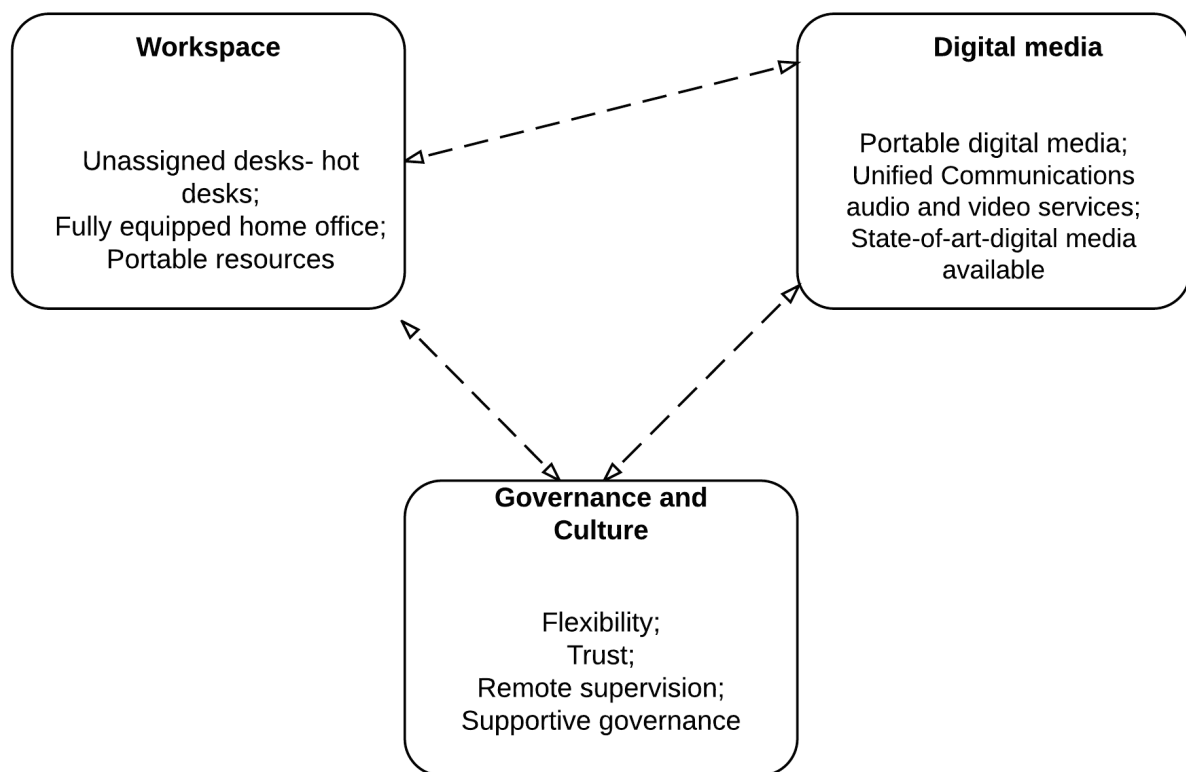 Workspace
Unassigned desks- hot
desks;
Fully equipped home office;
Portable resources
Digital media
Portable digital media;
Unified Communications
audio and video services;
State-of-art-digital media
available
Governance and
Culture
Flexibility;
Trust;
Remote supervision;
Supportive governance